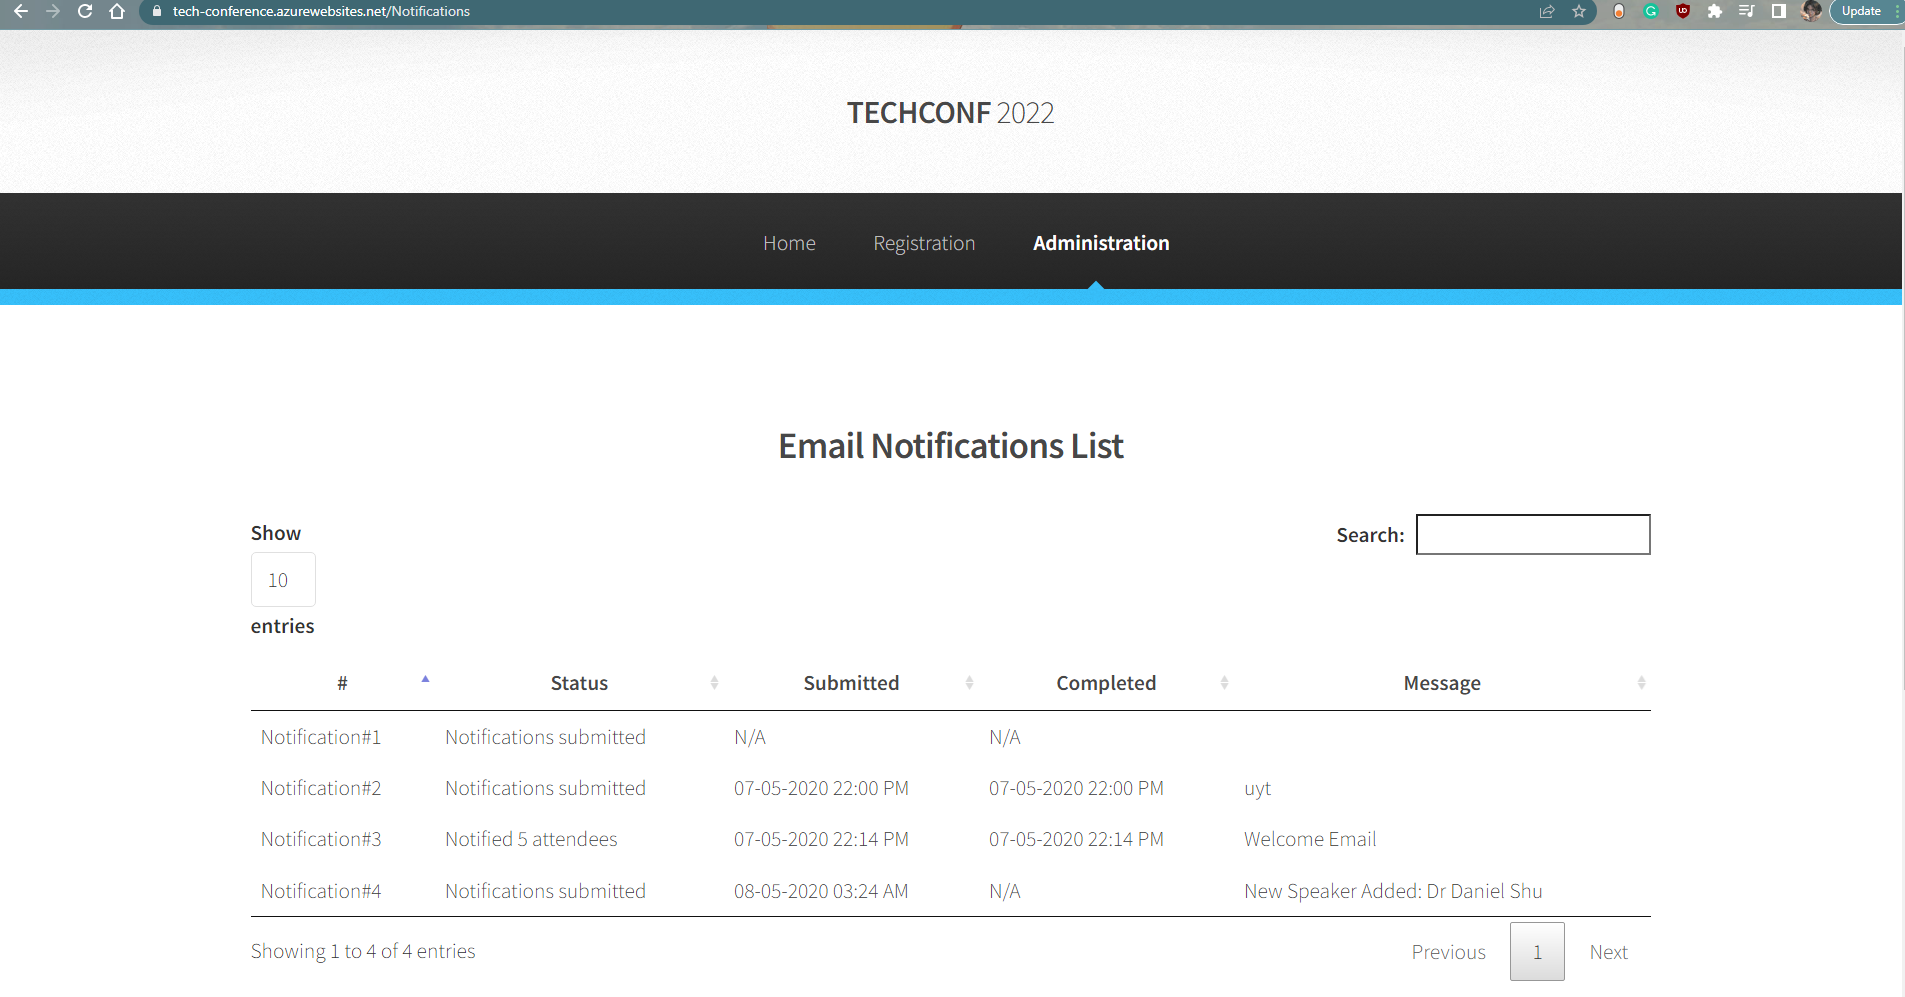 tech-conference.azurewebsites.net/Notifications
Update
TECHCONF 2022
Home Registration Administration
Email Notifications List
Show
10
entries
Search:
# Status Submitted Completed Message
Notification#1 Notifications submitted N/A N/A
Notification#2 Notifications submitted 07-05-2020 22:00 PM 07-05-2020 22:00 PM uyt
Notification#3 Notified 5 attendees 07-05-2020 22:14 PM 07-05-2020 22:14 PM Welcome Email
Notification#4 Notifications submitted 08-05-2020 03:24 AM N/A New Speaker Added: Dr Daniel Shu
Showing 1 to 4 of 4 entries
Previous 1 Next